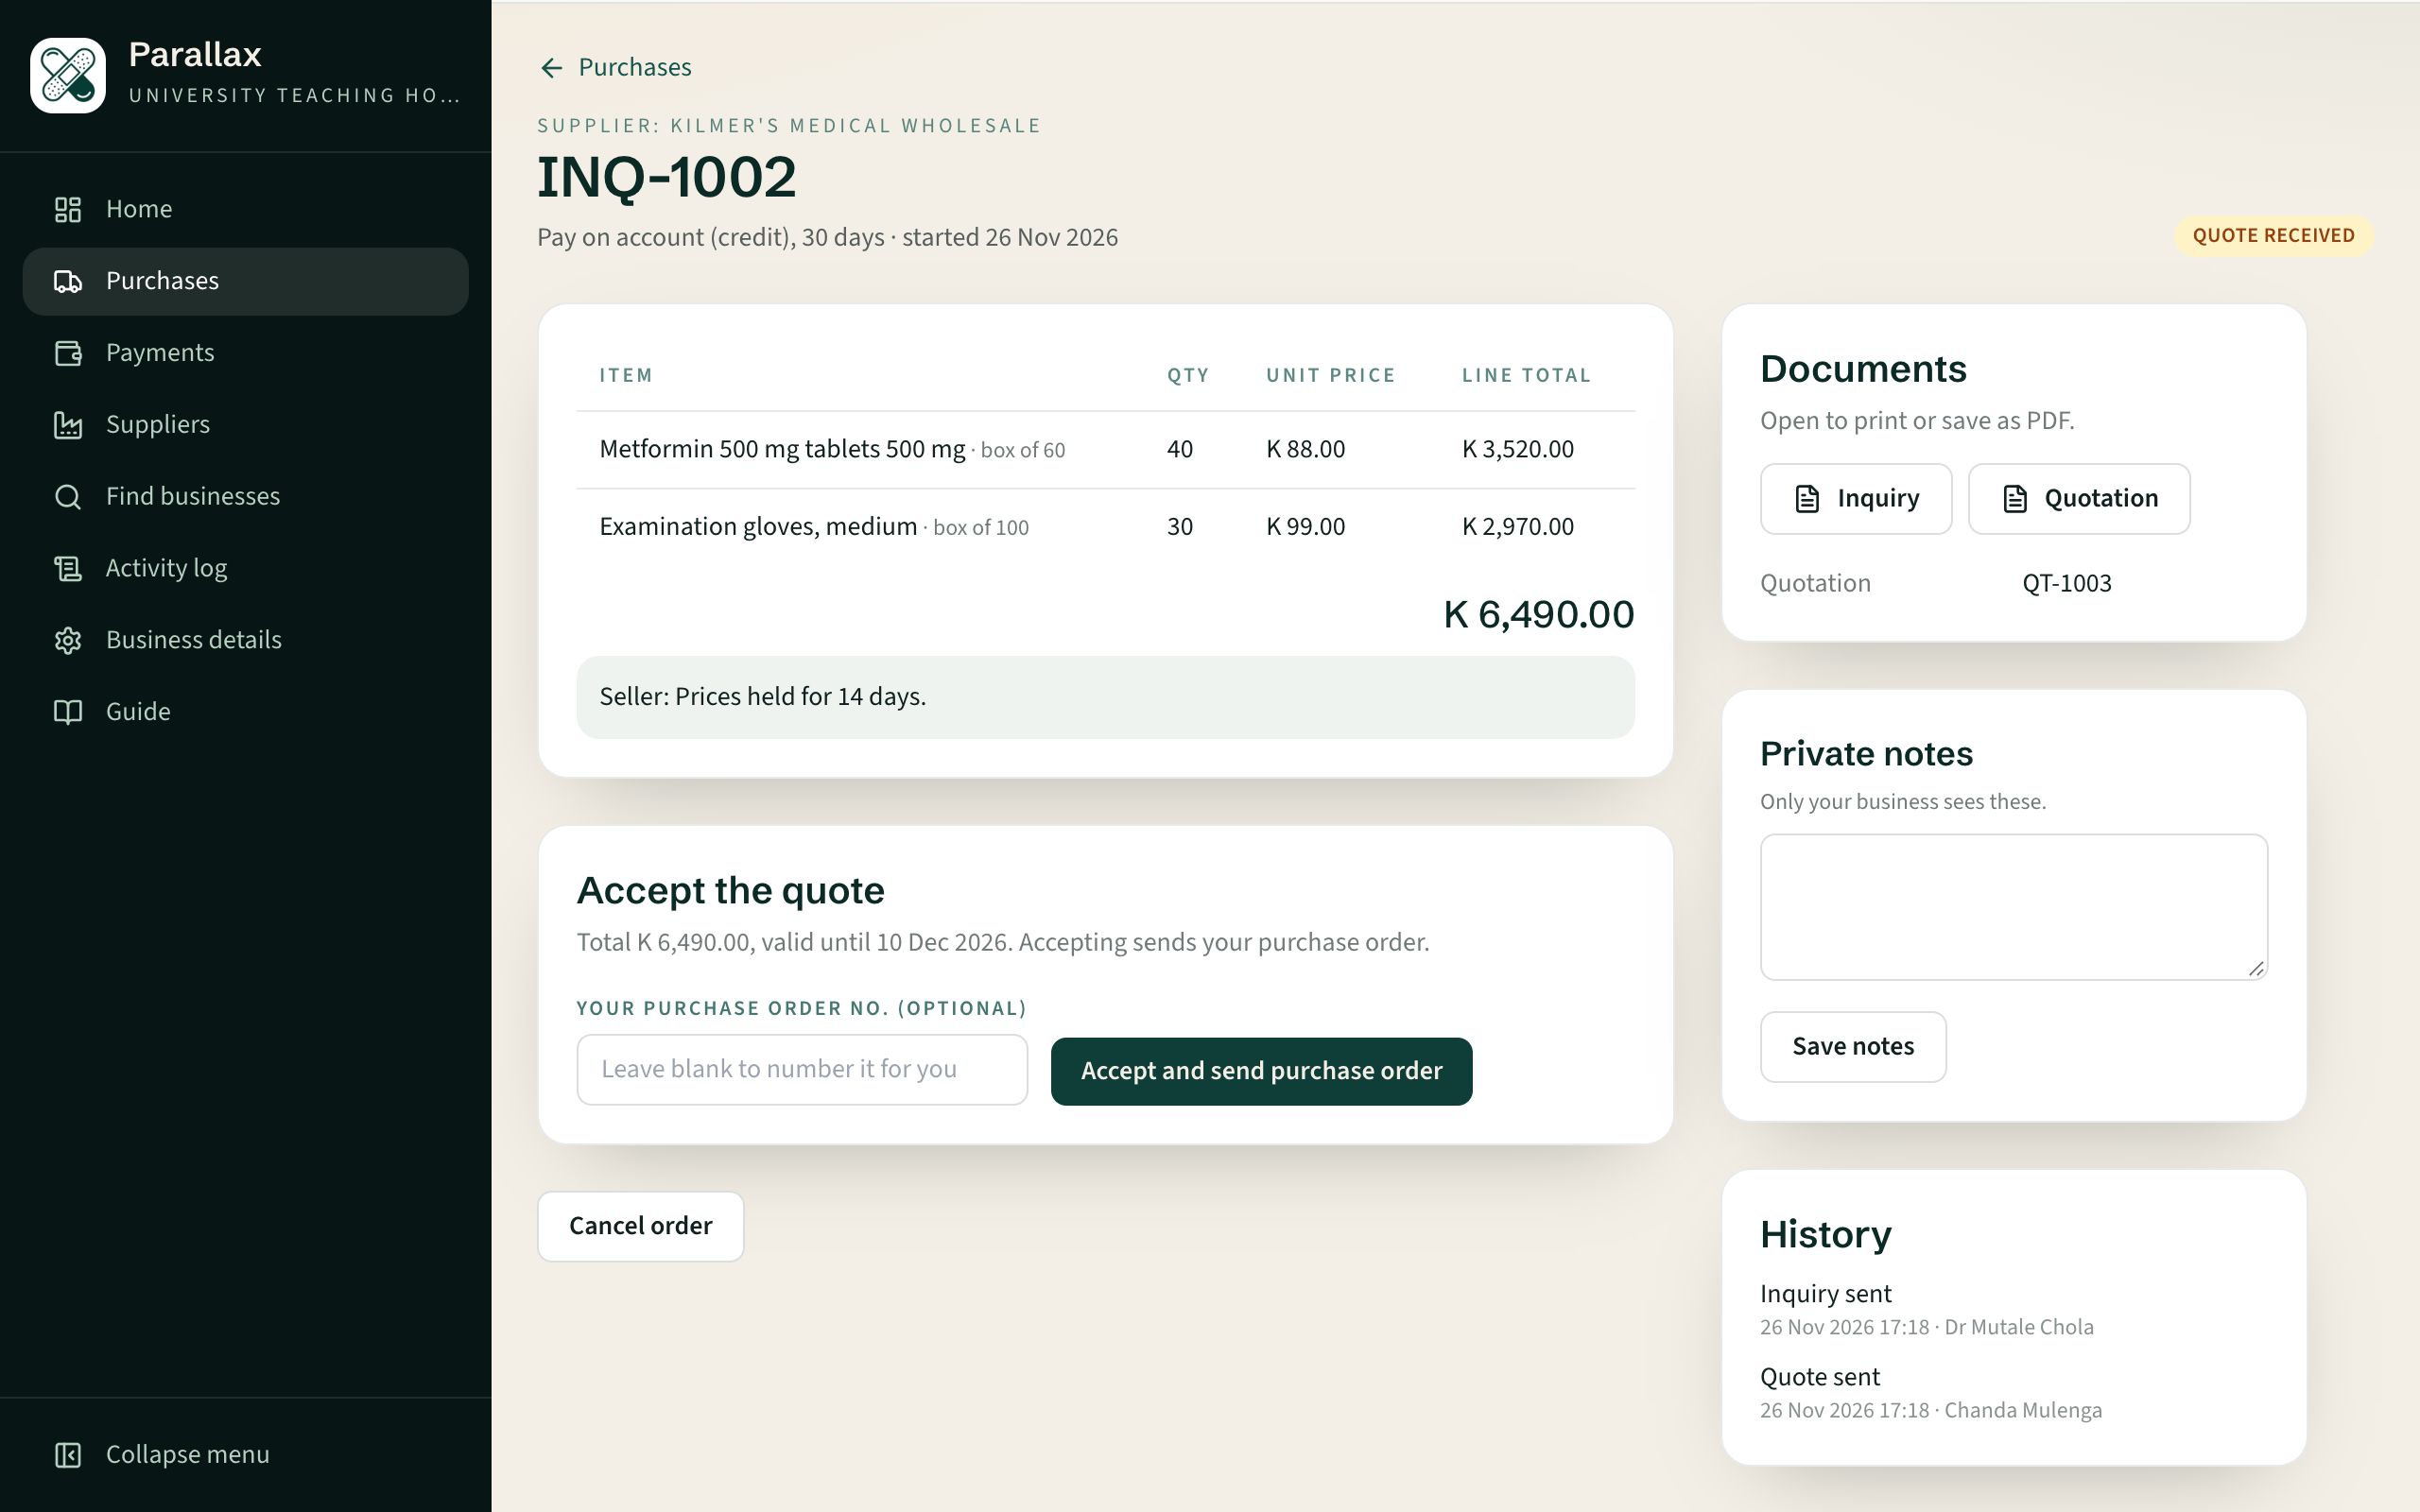 Parallax
UNIVERSITY TEACHING HO...
Home
Purchases
Payments
Suppliers
Find businesses
Activity log
Business details
Guide
Collapse menu
Purchases
SUPPLIER: KILMER'S MEDICAL WHOLESALE
INQ-1002
Pay on account (credit), 30 days · started 26 Nov 2026
QUOTE RECEIVED
ITEM QTY UNIT PRICE LINE TOTAL
Metformin 500 mg tablets 500 mg · box of 60 40 K 88.00 K 3,520.00
Examination gloves, medium · box of 100 30 K 99.00 K 2,970.00
K 6,490.00
Seller: Prices held for 14 days.
Accept the quote
Total K 6,490.00, valid until 10 Dec 2026. Accepting sends your purchase order.
YOUR PURCHASE ORDER NO. (OPTIONAL)
Leave blank to number it for you
Accept and send purchase order
Cancel order
Documents
Open to print or save as PDF.
Inquiry Quotation
Quotation QT-1003
Private notes
Only your business sees these.
Save notes
History
Inquiry sent
26 Nov 2026 17:18 · Dr Mutale Chola
Quote sent
26 Nov 2026 17:18 · Chanda Mulenga